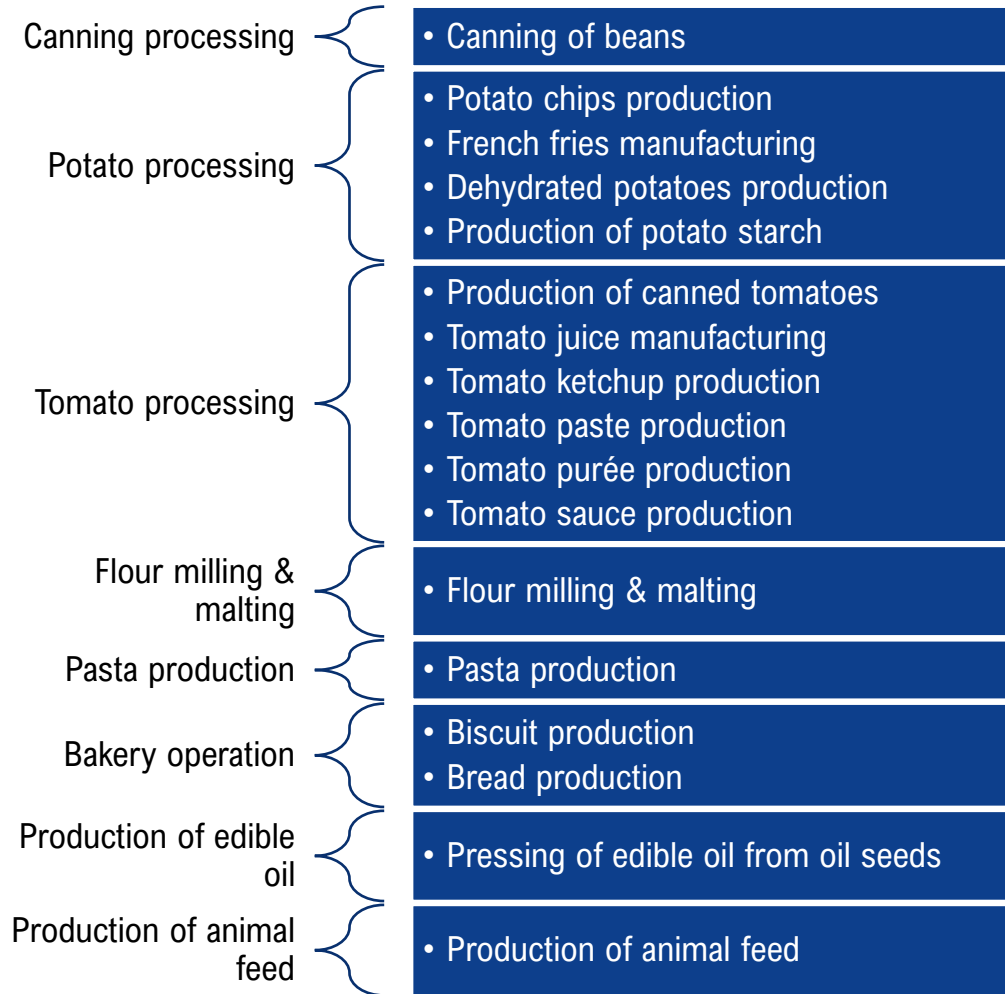 Canning processing
• Canning of beans
Potato processing
• Potato chips production
• French fries manufacturing
• Dehydrated potatoes production
• Production of potato starch
Tomato processing
• Production of canned tomatoes
• Tomato juice manufacturing
• Tomato ketchup production
• Tomato paste production
• Tomato purée production
• Tomato sauce production
Flour milling &
malting
• Flour milling & malting
Pasta production
• Pasta production
Bakery operation
• Biscuit production
• Bread production
Production of edible
oil
• Pressing of edible oil from oil seeds
Production of animal
feed
• Production of animal feed